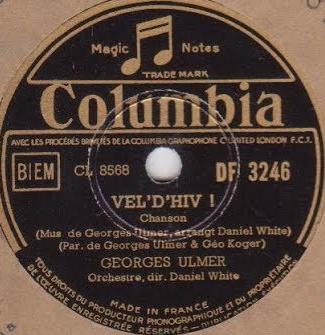 Magic Notes
TRADE MARK
Columbia
AVEC LES PROCÉDÉS BREVETÉS DE LA COLUMBIA GRAPHOPHONE Cº LIMITED LONDON F.C.T.
BIEM CL 8568 DF 3246
VEL'D'HIV !
Chanson
(Mus de Georges Ulmer, arrangt Daniel White)
(Par. de Georges Ulmer & Géo Koger)
GEORGES ULMER
Orchestre, dir. Daniel White
TOUS DROITS DU PRODUCTEUR PHONOGRAPHIQUE ET DU PROPRIÉTAIRE
DE L'ŒUVRE ENREGISTRÉE RÉSERVÉS
MADE IN FRANCE